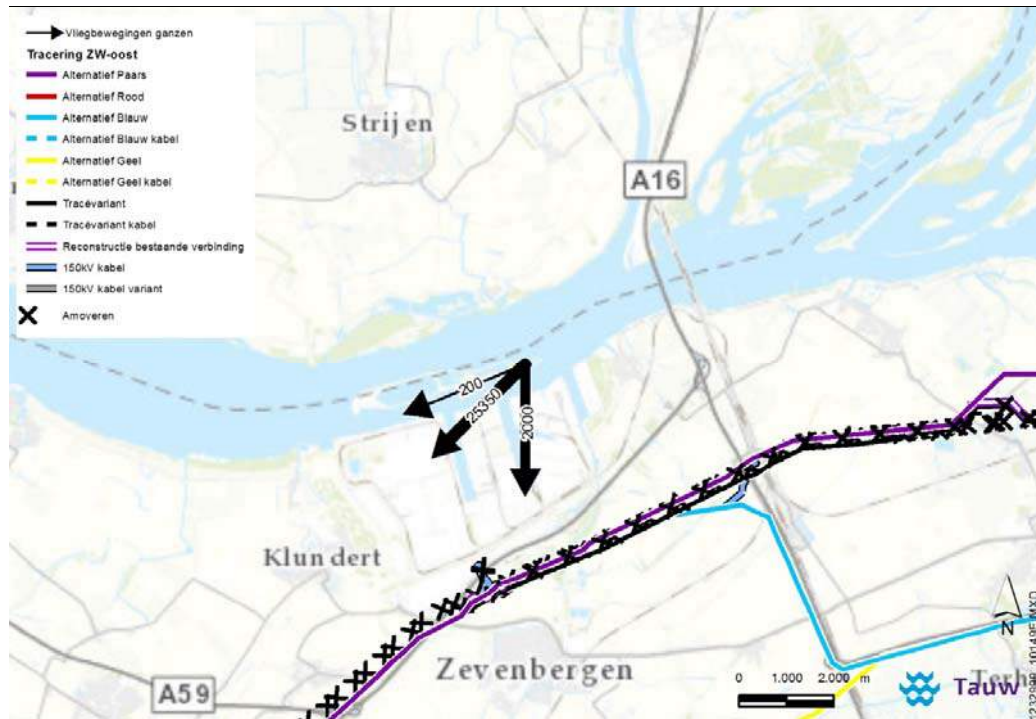 Vliegbewegingen ganzen
Tracering ZW-oost
Alternatief Paars
Alternatief Rood
Alternatief Blauw
Alternatief Blauw kabel
Alternatief Geel
Alternatief Geel kabel
Tracévariant
Tracévariant kabel
Reconstructie bestaande verbinding
150kV kabel
150kV kabel variant
Amoveren
Strijen
A16
200
25350
2000
Klundert
Zevenbergen
A59
N
0 1.000 2.000 m
Terh
Tauw